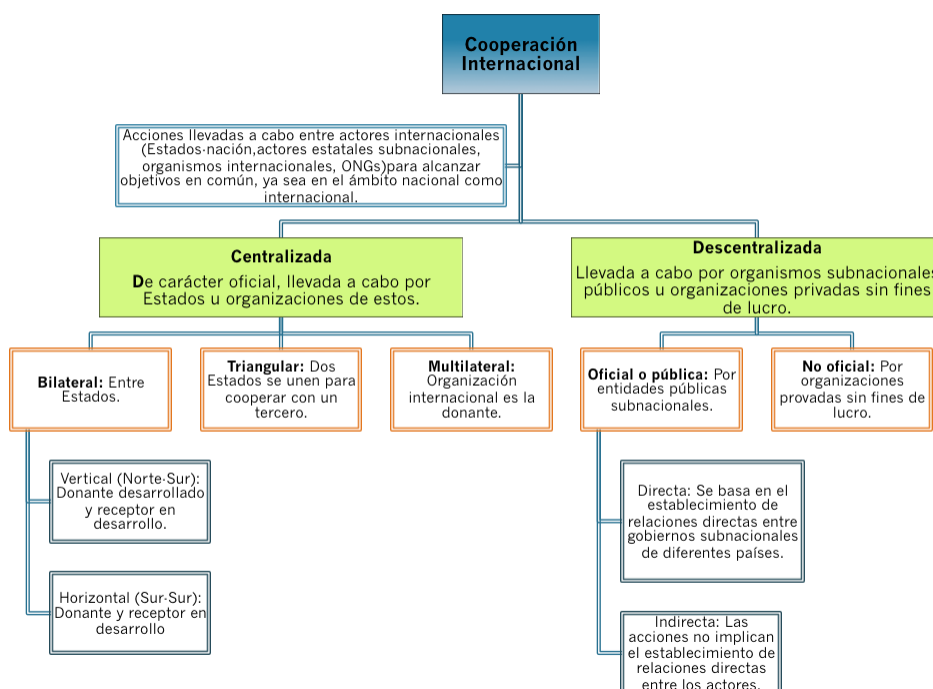 Cooperación
Internacional
Acciones llevadas a cabo entre actores internacionales
(Estados-nación,actores estatales subnacionales,
organismos internacionales, ONGs)para alcanzar
objetivos en común, ya sea en el ámbito nacional como
internacional.
Centralizada
De carácter oficial, llevada a cabo por
Estados u organizaciones de estos.
Descentralizada
Llevada a cabo por organismos subnacionales
públicos u organizaciones privadas sin fines
de lucro.
Bilateral: Entre
Estados.
Triangular: Dos
Estados se unen para
cooperar con un
tercero.
Multilateral:
Organización
internacional es la
donante.
Oficial o pública: Por
entidades públicas
subnacionales.
No oficial: Por
organizaciones
provadas sin fines de
lucro.
Vertical (Norte-Sur):
Donante desarrollado
y receptor en
desarrollo.
Horizontal (Sur-Sur):
Donante y receptor en
desarrollo
Directa: Se basa en el
establecimiento de
relaciones directas entre
gobiernos subnacionales
de diferentes países.
Indirecta: Las
acciones no implican
el establecimiento de
relaciones directas
entre los actores.